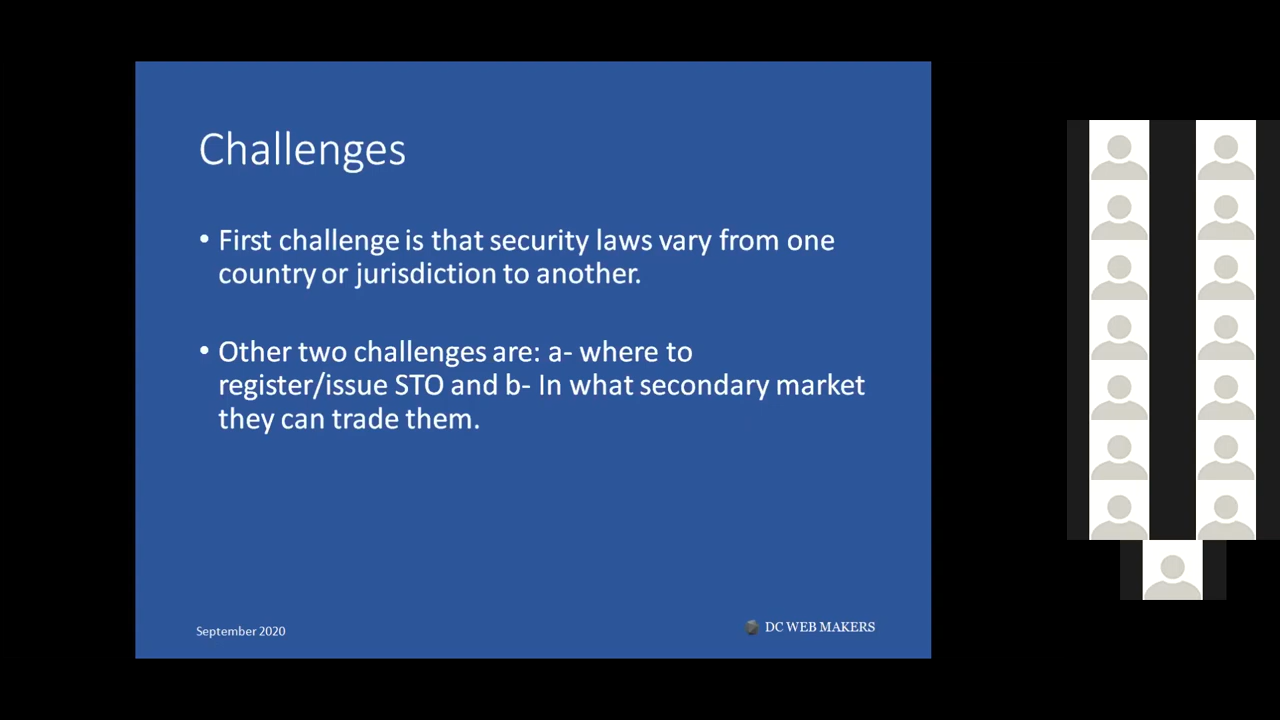 Challenges
• First challenge is that security laws vary from one
country or jurisdiction to another.
• Other two challenges are: a- where to
register/issue STO and b- In what secondary market
they can trade them.
September 2020
DC WEB MAKERS